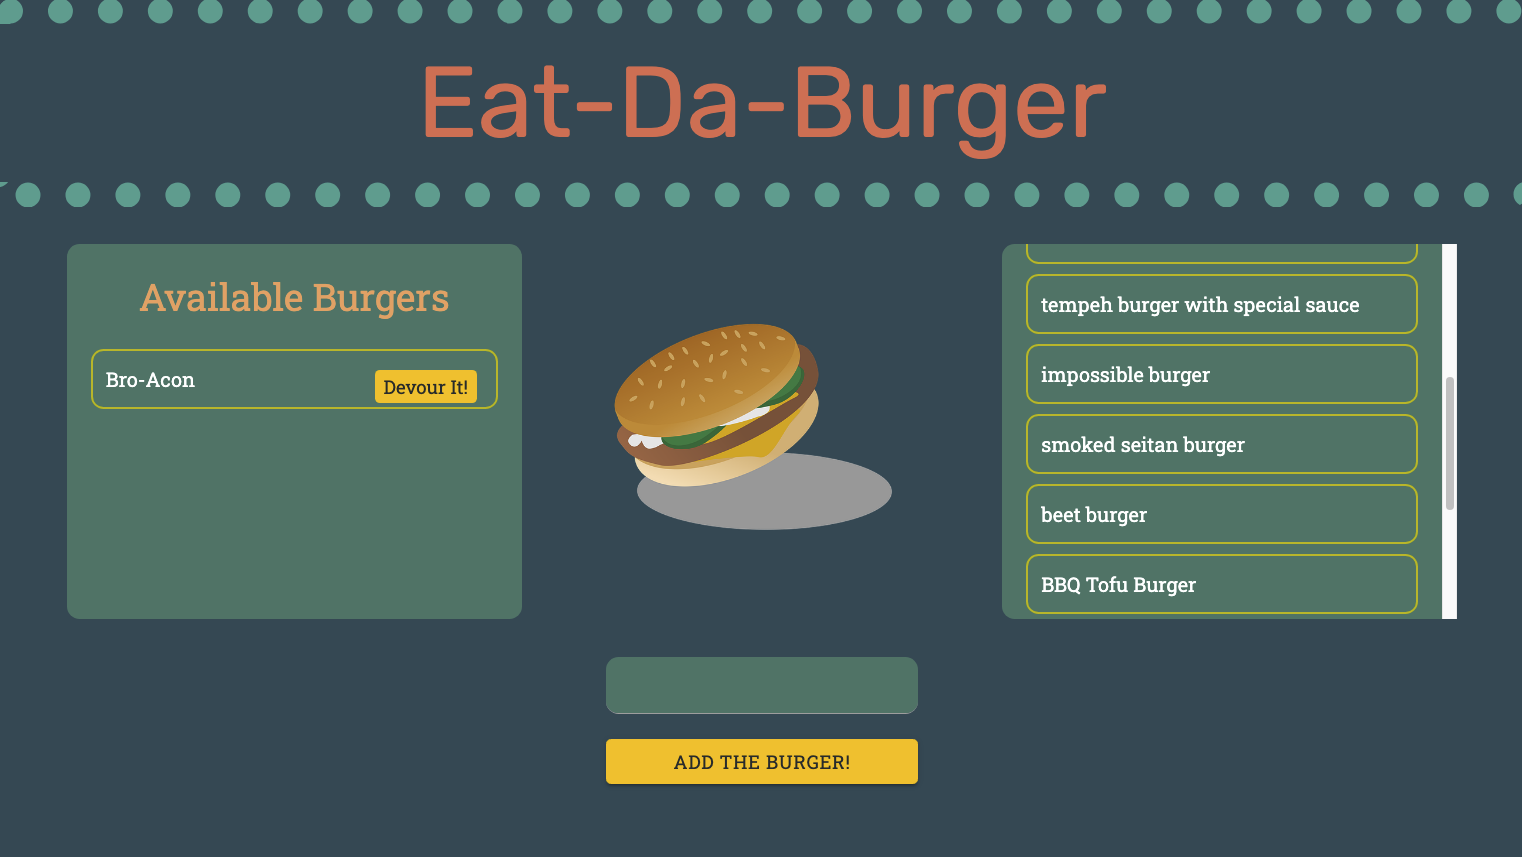 Eat-Da-Burger
Available Burgers
Bro-Acon
Devour It!
tempeh burger with special sauce
impossible burger
smoked seitan burger
beet burger
BBQ Tofu Burger
ADD THE BURGER!